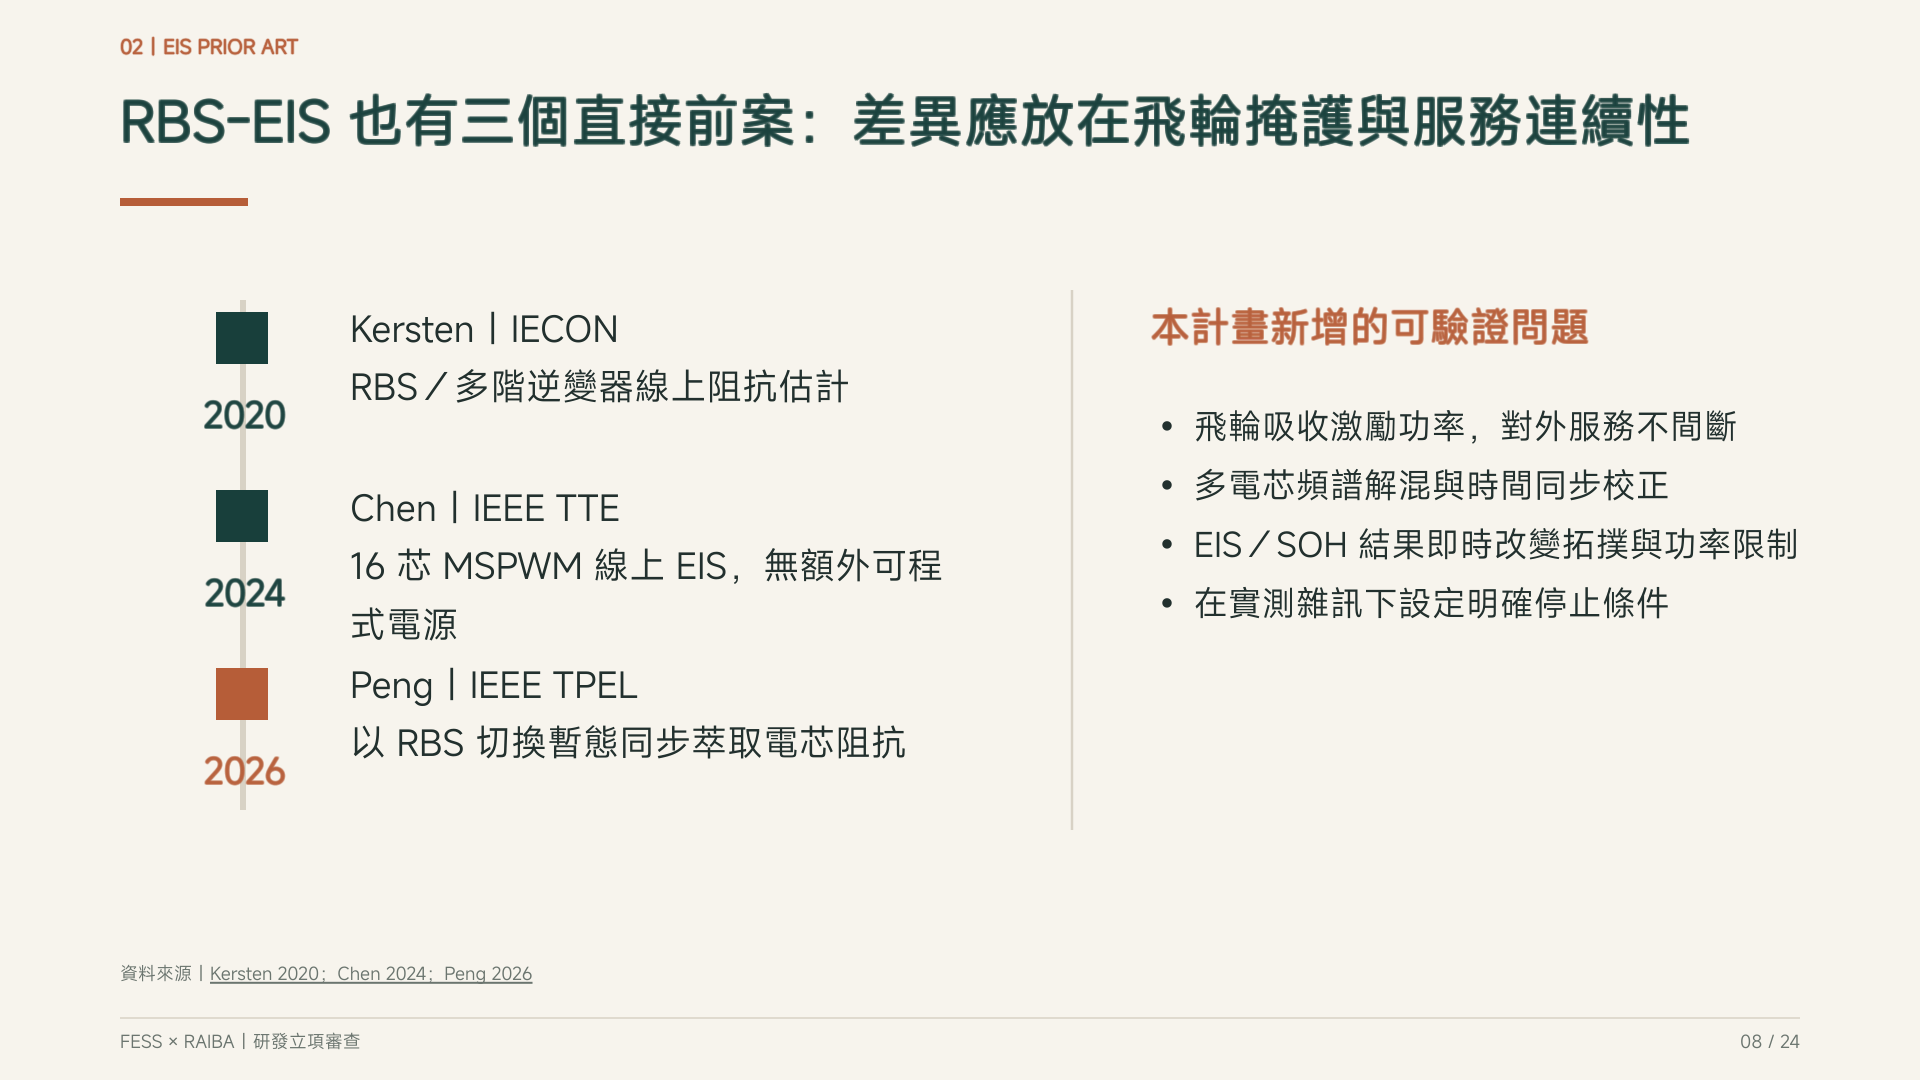 02 | EIS PRIOR ART
RBS-EIS 也有三個直接前案：差異應放在飛輪掩護與服務連續性
2020
Kersten | IECON
RBS／多階逆變器線上阻抗估計
2024
Chen | IEEE TTE
16 芯 MSPWM 線上 EIS，無額外可程
式電源
2026
Peng | IEEE TPEL
以 RBS 切換暫態同步萃取電芯阻抗
本計畫新增的可驗證問題
• 飛輪吸收激勵功率，對外服務不間斷
• 多電芯頻譜解混與時間同步校正
• EIS／SOH 結果即時改變拓撲與功率限制
• 在實測雜訊下設定明確停止條件
資料來源 | Kersten 2020；Chen 2024；Peng 2026
FESS × RAIBA | 研發立項審查
08 / 24